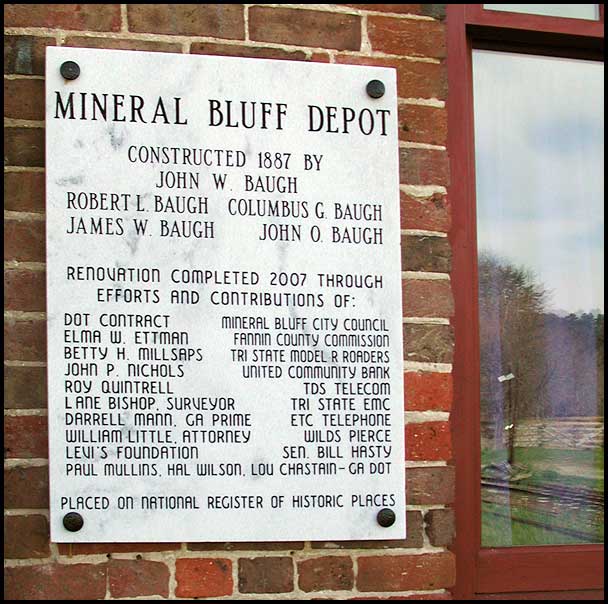 MINERAL BLUFF DEPOT
CONSTRUCTED 1887 BY
JOHN W. BAUGH
ROBERT L. BAUGH COLUMBUS G. BAUGH
JAMES W. BAUGH JOHN O. BAUGH
RENOVATION COMPLETED 2007 THROUGH
EFFORTS AND CONTRIBUTIONS OF:
DOT CONTRACT MINERAL BLUFF CITY COUNCIL
ELMA W. ETTMAN FANNIN COUNTY COMMISSION
BETTY H. MILLSAPS TRI STATE MODEL R ROADERS
JOHN P. NICHOLS UNITED COMMUNITY BANK
ROY QUINTRELL TDS TELECOM
LANE BISHOP, SURVEYOR TRI STATE EMC
DARRELL MANN, GA PRIME ETC TELEPHONE
WILLIAM LITTLE, ATTORNEY WILDS PIERCE
LEVI'S FOUNDATION SEN. BILL HASTY
PAUL MULLINS, HAL WILSON, LOU CHASTAIN-GA DOT
PLACED ON NATIONAL REGISTER OF HISTORIC PLACES